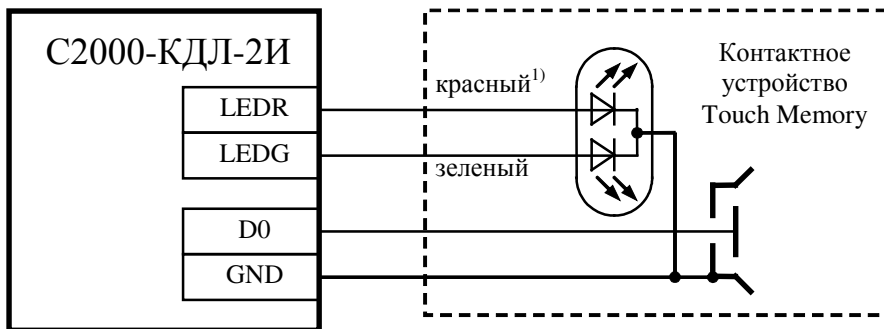 С2000-КДЛ-2И
LEDR
LEDG
D0
GND
красный¹⁾
зеленый
Контактное
устройство
Touch Memory